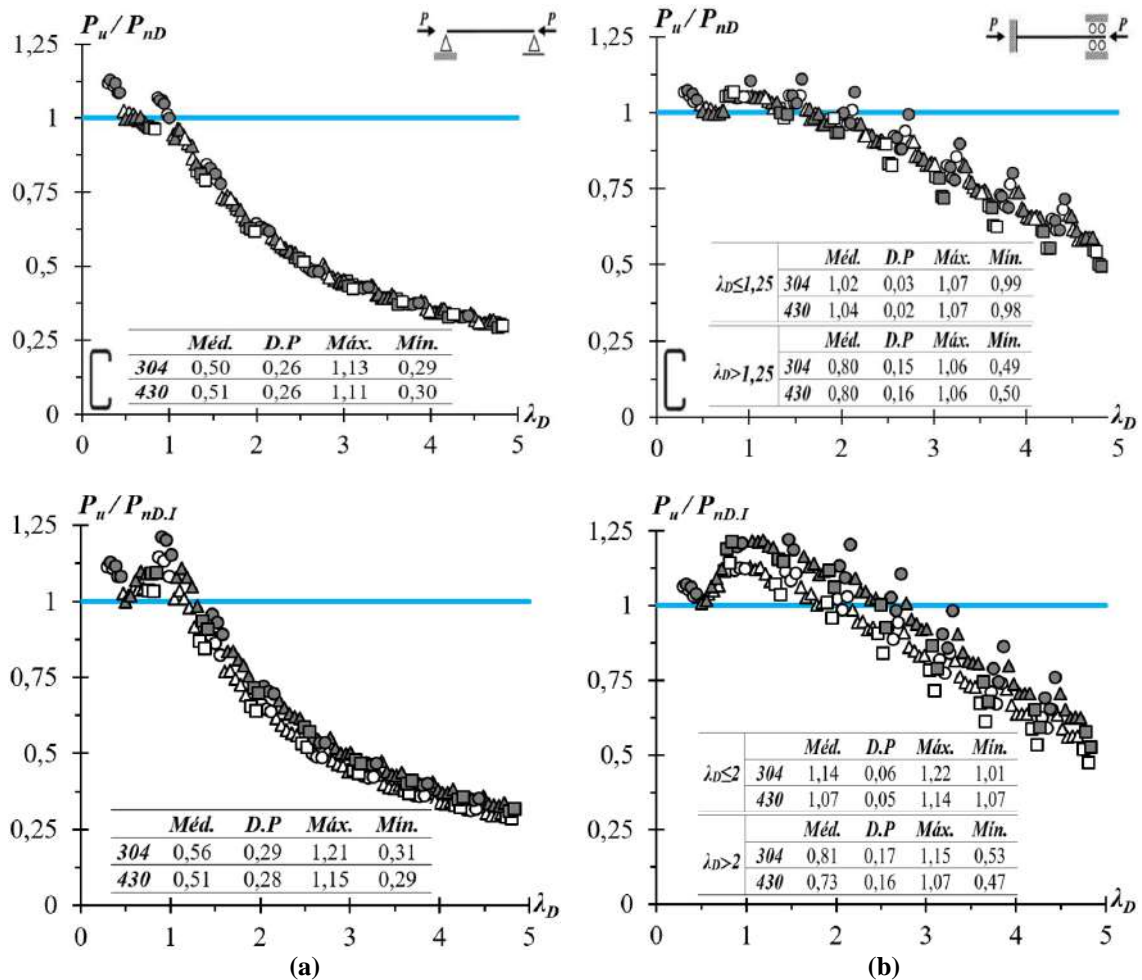 P_u / P_nD
P P
1,25
1
0,75
0,5
0,25
0
Méd. D.P Máx. Mín.
304 0,50 0,26 1,13 0,29
430 0,51 0,26 1,11 0,30
0 1 2 3 4 5
λ_D
P_u / P_nD
P P
1,25
1
0,75
0,5
0,25
0
Méd. D.P Máx. Mín.
λ_D≤1,25 304 1,02 0,03 1,07 0,99
430 1,04 0,02 1,07 0,98
Méd. D.P Máx. Mín.
λ_D>1,25 304 0,80 0,15 1,06 0,49
430 0,80 0,16 1,06 0,50
0 1 2 3 4 5
λ_D
P_u / P_nD.I
1,25
1
0,75
0,5
0,25
0
Méd. D.P Máx. Mín.
304 0,56 0,29 1,21 0,31
430 0,51 0,28 1,15 0,29
0 1 2 3 4 5
λ_D
(a)
P_u / P_nD.I
1,25
1
0,75
0,5
0,25
0
Méd. D.P Máx. Mín.
λ_D≤2 304 1,14 0,06 1,22 1,01
430 1,07 0,05 1,14 1,07
Méd. D.P Máx. Mín.
λ_D>2 304 0,81 0,17 1,15 0,53
430 0,73 0,16 1,07 0,47
0 1 2 3 4 5
λ_D
(b)